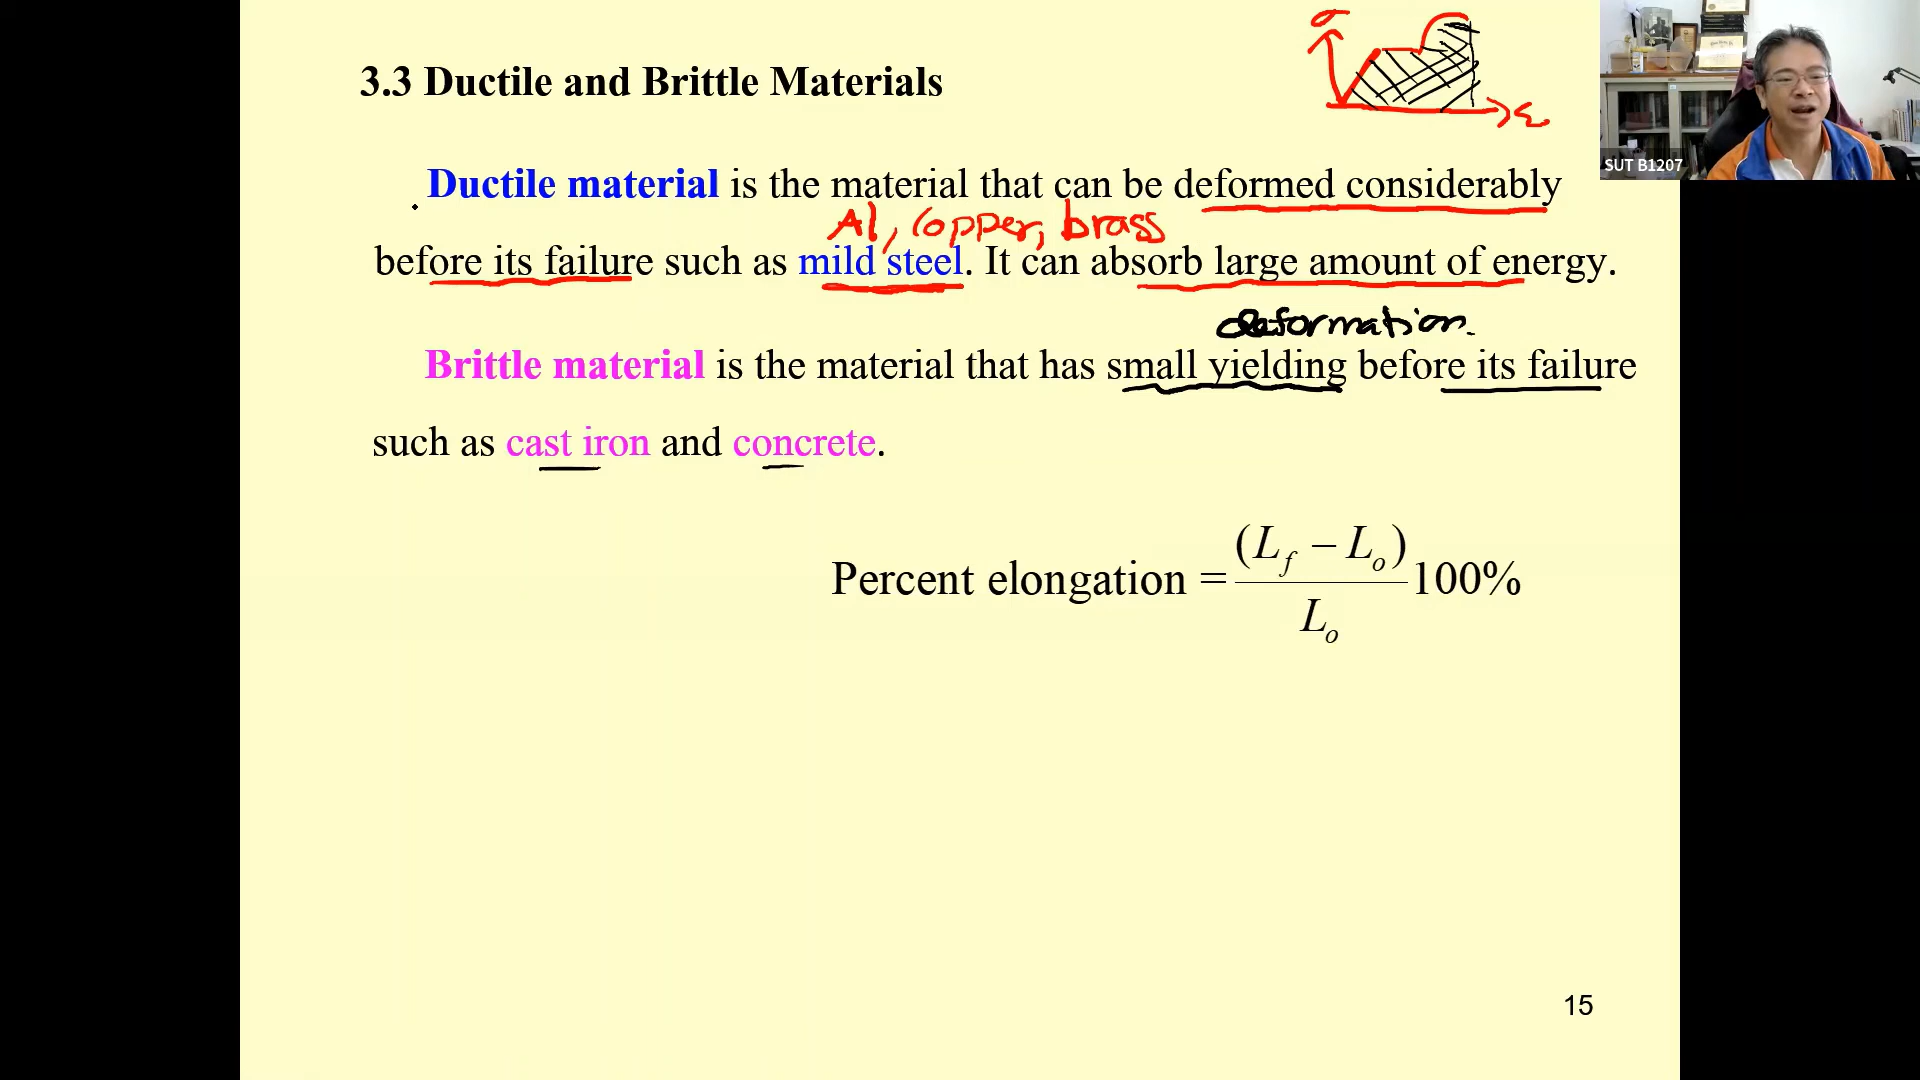 σ
3.3 Ductile and Brittle Materials
ε
SUT B1207
Ductile material is the material that can be deformed considerably
Al, Copper, brass
before its failure such as mild steel. It can absorb large amount of energy.
deformation.
Brittle material is the material that has small yielding before its failure
such as cast iron and concrete.
Percent elongation = (L_f − L_o) / L_o 100%
15